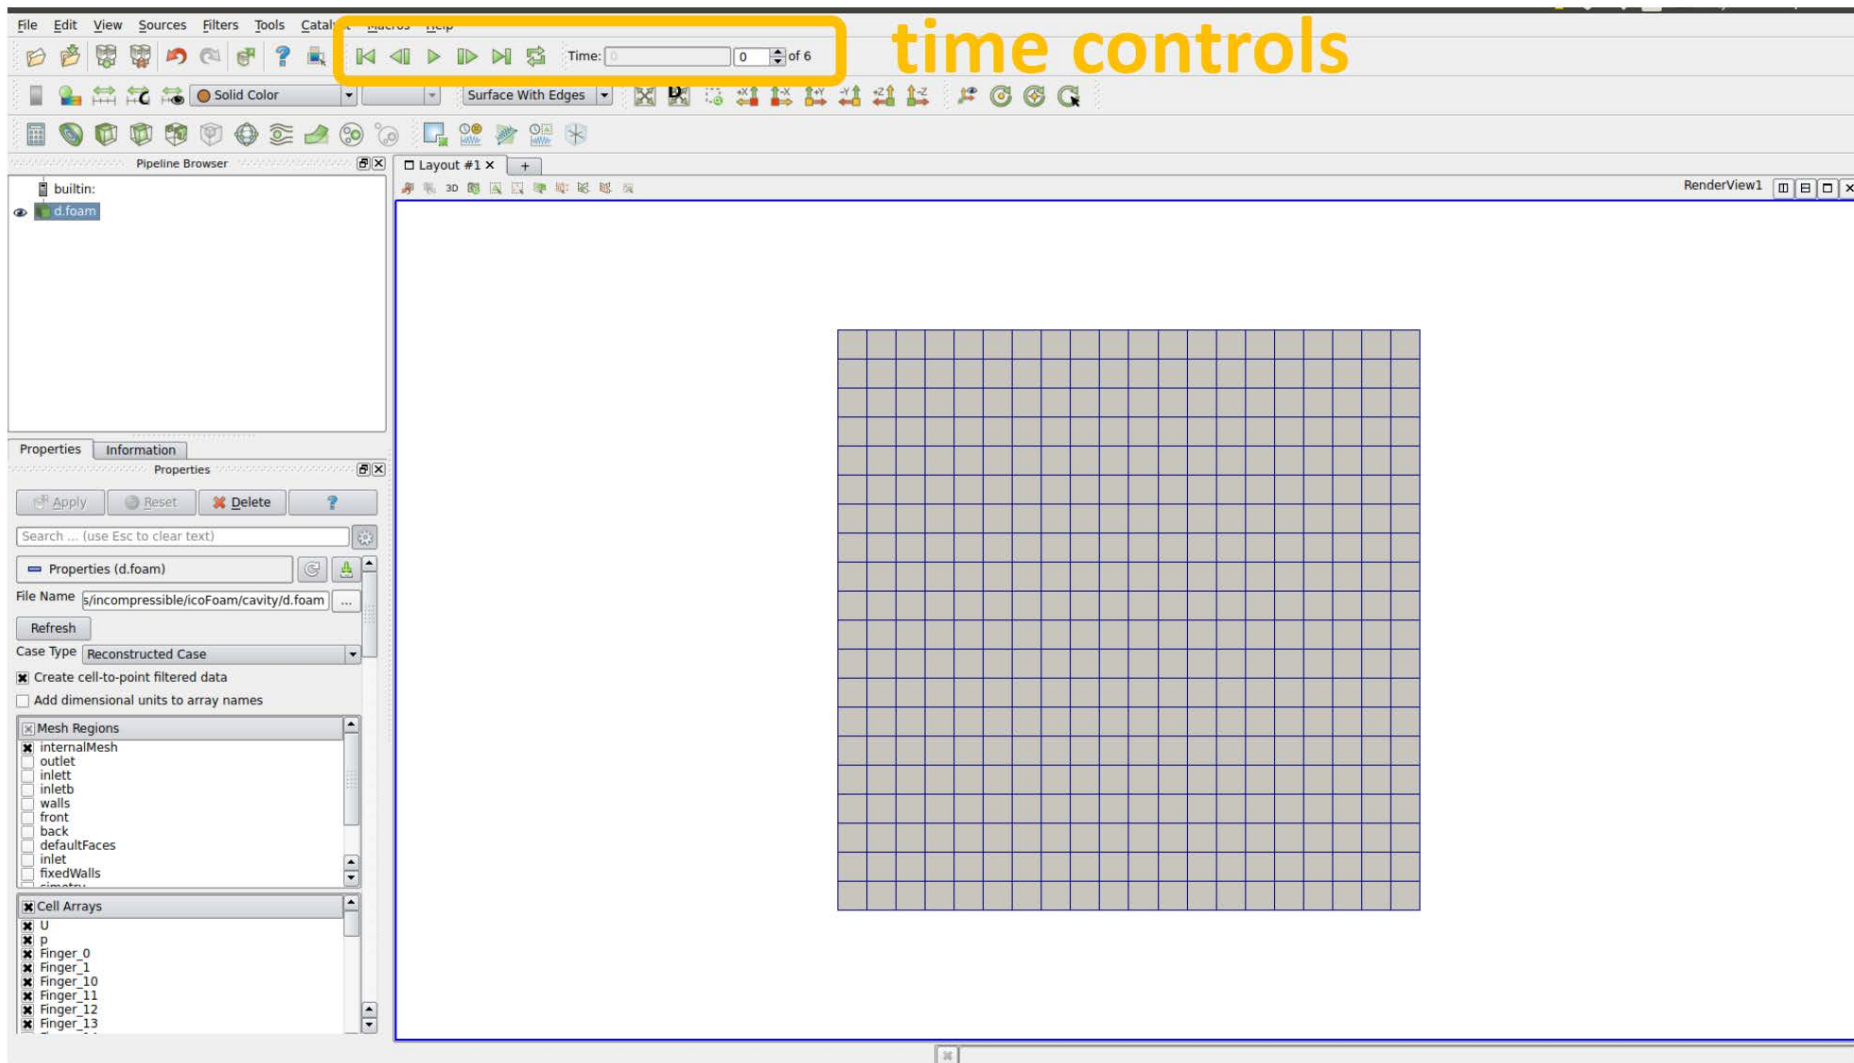 time controls
File Edit View Sources Filters Tools
Time: 0 0 of 6
Solid Color Surface With Edges
Pipeline Browser
Layout #1
+
builtin:
d.foam
3D
RenderView1
Properties Information
Properties
Apply Reset Delete ?
Search ... (use Esc to clear text)
Properties (d.foam)
File Name s/incompressible/icoFoam/cavity/d.foam ...
Refresh
Case Type Reconstructed Case
Create cell-to-point filtered data
Add dimensional units to array names
Mesh Regions
internalMesh
outlet
inlett
inletb
walls
front
back
defaultFaces
inlet
fixedWalls
Cell Arrays
U
p
Finger_0
Finger_1
Finger_10
Finger_11
Finger_12
Finger_13